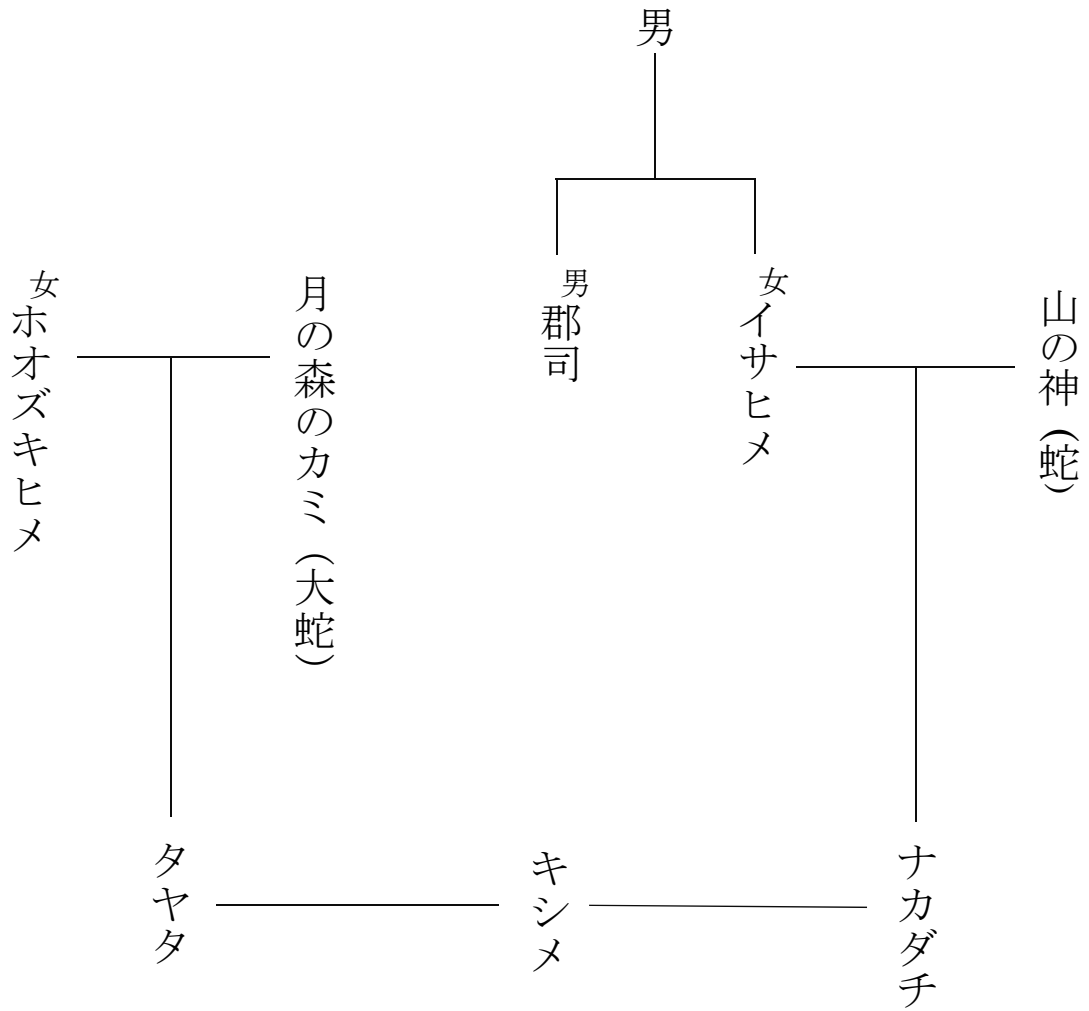 男
山の神（蛇）
女イサヒメ
男郡司
月の森のカミ（大蛇）
女ホオズキヒメ
ナカダチ
キシメ
タヤタ